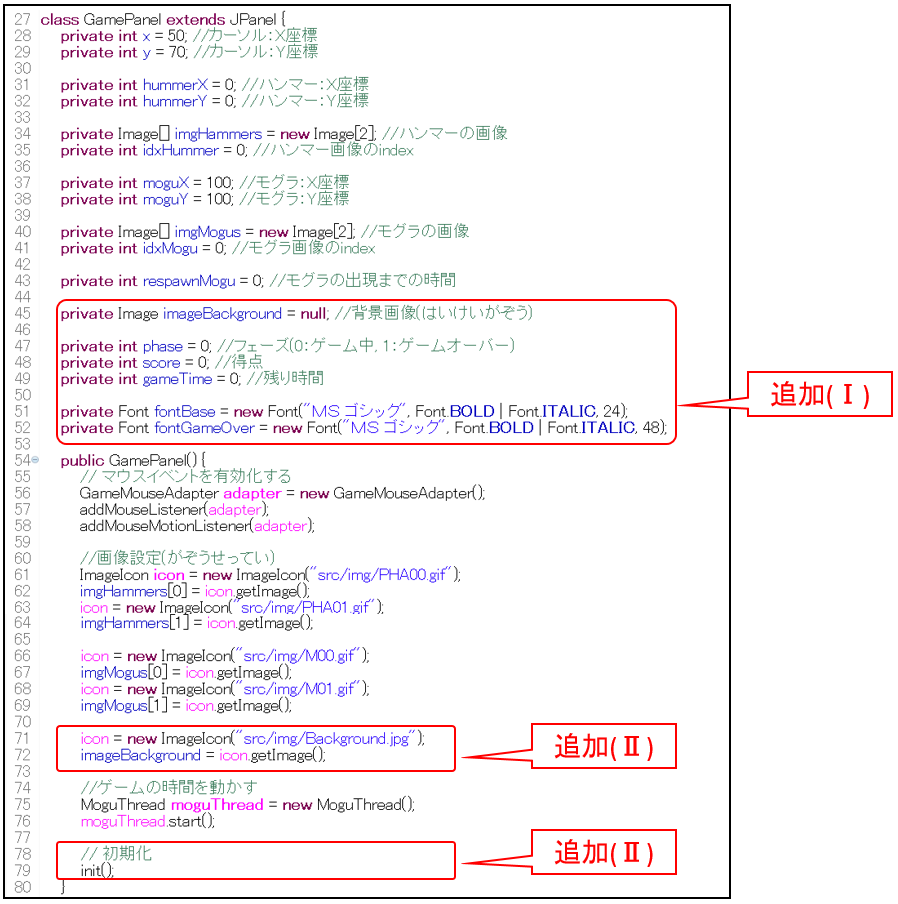 27 class GamePanel extends JPanel {
28 private int x = 50; //カーソル：X座標
29 private int y = 70; //カーソル：Y座標
30
31 private int hummerX = 0; //ハンマー：X座標
32 private int hummerY = 0; //ハンマー：Y座標
33
34 private Image[] imgHammers = new Image[2]; //ハンマーの画像
35 private int idxHummer = 0; //ハンマー画像のindex
36
37 private int moguX = 100; //モグラ：X座標
38 private int moguY = 100; //モグラ：Y座標
39
40 private Image[] imgMogus = new Image[2]; //モグラの画像
41 private int idxMogu = 0; //モグラ画像のindex
42
43 private int respawnMogu = 0; //モグラの出現までの時間
44
45 private Image imageBackground = null; //背景画像(はいけいがぞう)
46
47 private int phase = 0; //フェーズ(0：ゲーム中, 1：ゲームオーバー)
48 private int score = 0; //得点
49 private int gameTime = 0; //残り時間
50
51 private Font fontBase = new Font("ＭＳ ゴシック", Font.BOLD | Font.ITALIC, 24);
52 private Font fontGameOver = new Font("ＭＳ ゴシック", Font.BOLD | Font.ITALIC, 48);
追加(Ⅰ)
53
54 public GamePanel() {
55 // マウスイベントを有効化する
56 GameMouseAdapter adapter = new GameMouseAdapter();
57 addMouseListener(adapter);
58 addMouseMotionListener(adapter);
59
60 //画像設定(がぞうせってい)
61 ImageIcon icon = new ImageIcon("src/img/PHA00.gif");
62 imgHammers[0] = icon.getImage();
63 icon = new ImageIcon("src/img/PHA01.gif");
64 imgHammers[1] = icon.getImage();
65
66 icon = new ImageIcon("src/img/M00.gif");
67 imgMogus[0] = icon.getImage();
68 icon = new ImageIcon("src/img/M01.gif");
69 imgMogus[1] = icon.getImage();
70
71 icon = new ImageIcon("src/img/Background.jpg");
72 imageBackground = icon.getImage();
追加(Ⅱ)
73
74 //ゲームの時間を動かす
75 MoguThread moguThread = new MoguThread();
76 moguThread.start();
77
78 // 初期化
79 init();
追加(Ⅱ)
80 }